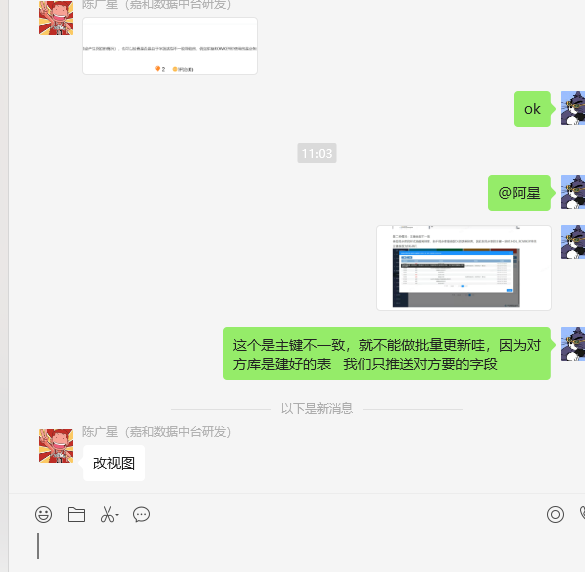 陈广星（嘉和数据中台研发）
ok
11:03
@阿星
这个是主键不一致，就不能做批量更新哇，因为对
方库是建好的表 我们只推送对方要的字段
以下是新消息
陈广星（嘉和数据中台研发）
改视图